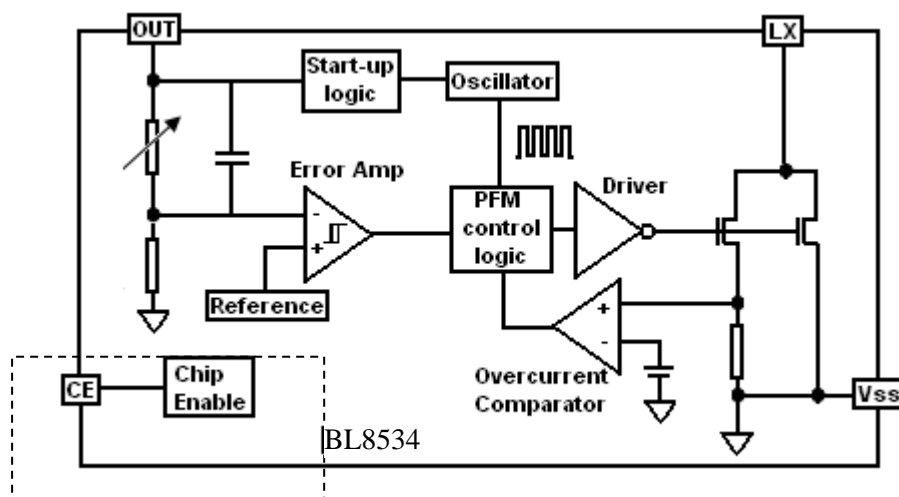 OUT
LX
Start-up
logic
Oscillator
Error Amp
Driver
-
+
PFM
control
logic
Reference
+
-
Overcurrent
Comparator
CE
Chip
Enable
Vss
BL8534